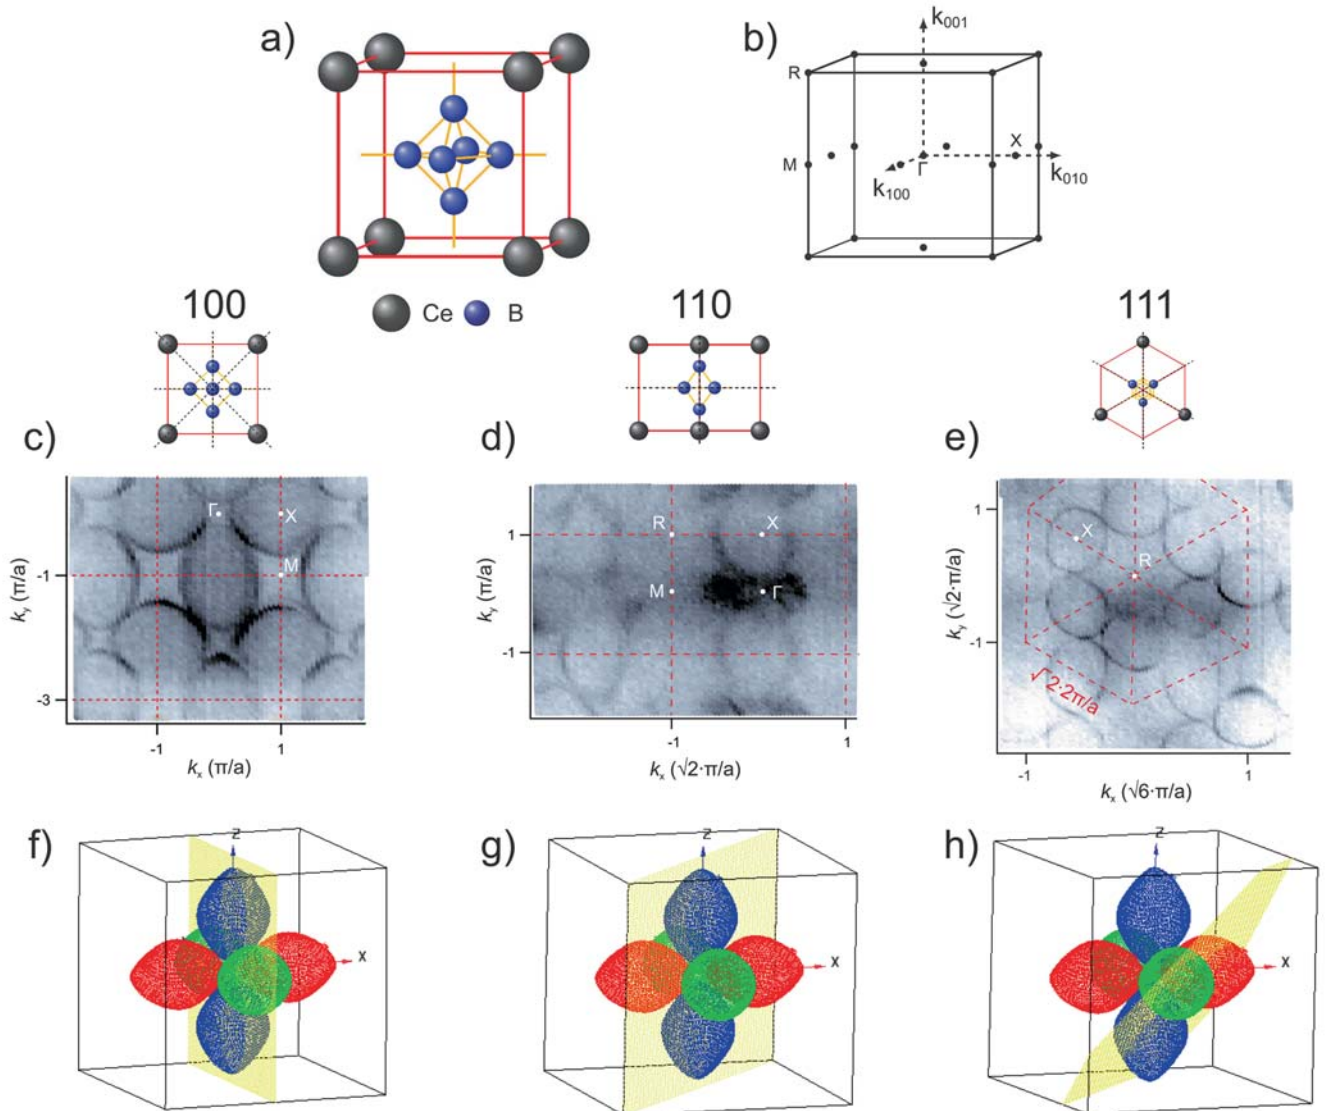 a)
b)
k001
R
X
M
Γ
k010
k100
100
110
111
Ce
B
c)
d)
e)
Γ
X
M
-1
-3
ky (π/a)
-1
1
kx (π/a)
R
X
M
Γ
1
-1
ky (π/a)
-1
1
kx (√2·π/a)
X
R
1
-1
ky (√2·π/a)
√2·2π/a
-1
1
kx (√6·π/a)
f)
z
x
g)
z
x
h)
z
x